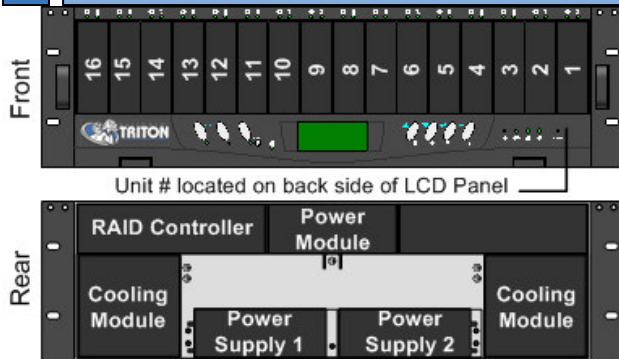 Front
16 15 14 13 12 11 10 9 8 7 6 5 4 3 2 1
TRITON
Unit # located on back side of LCD Panel
Rear
RAID Controller
Power
Module
Cooling
Module
Power
Supply 1
Power
Supply 2
Cooling
Module